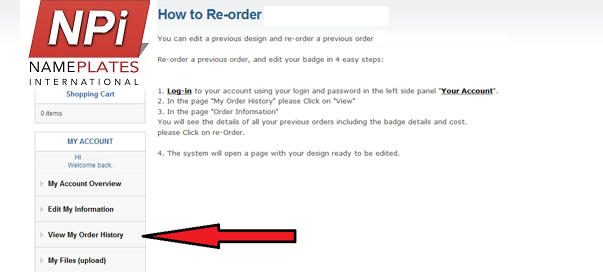 NPi
NAMEPLATES
INTERNATIONAL
Shopping Cart
0 items
MY ACCOUNT
Hi
Welcome back.
My Account Overview
Edit My Information
View My Order History
My Files (upload)
How to Re-order
You can edit a previous design and re-order a previous order
Re-order a previous order, and edit your badge in 4 easy steps:
1. Log-in to your account using your login and password in the left side panel "Your Account".
2. In the page "My Order History" please Click on "View"
3. In the page "Order Information"
You will see the details of all your previous orders including the badge details and cost.
please Click on re-Order.
4. The system will open a page with your design ready to be edited.